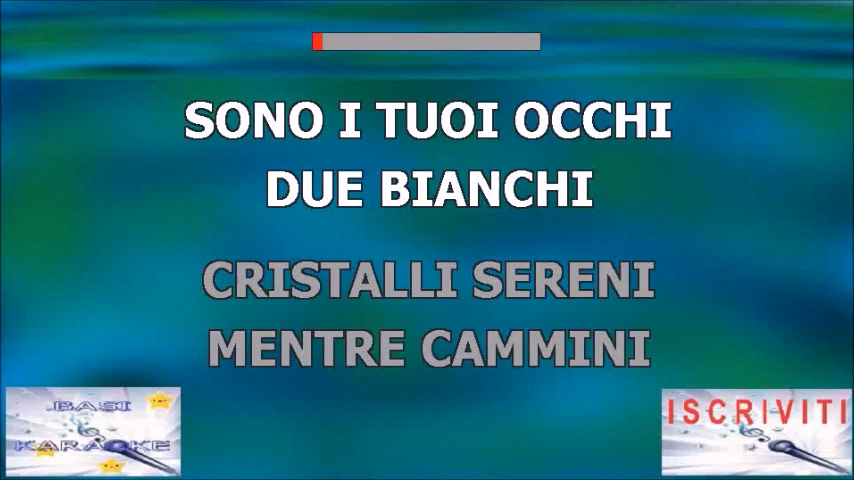 SONO I TUOI OCCHI
DUE BIANCHI
CRISTALLI SERENI
MENTRE CAMMINI
BASI
KARAOKE
ISCRIVITI